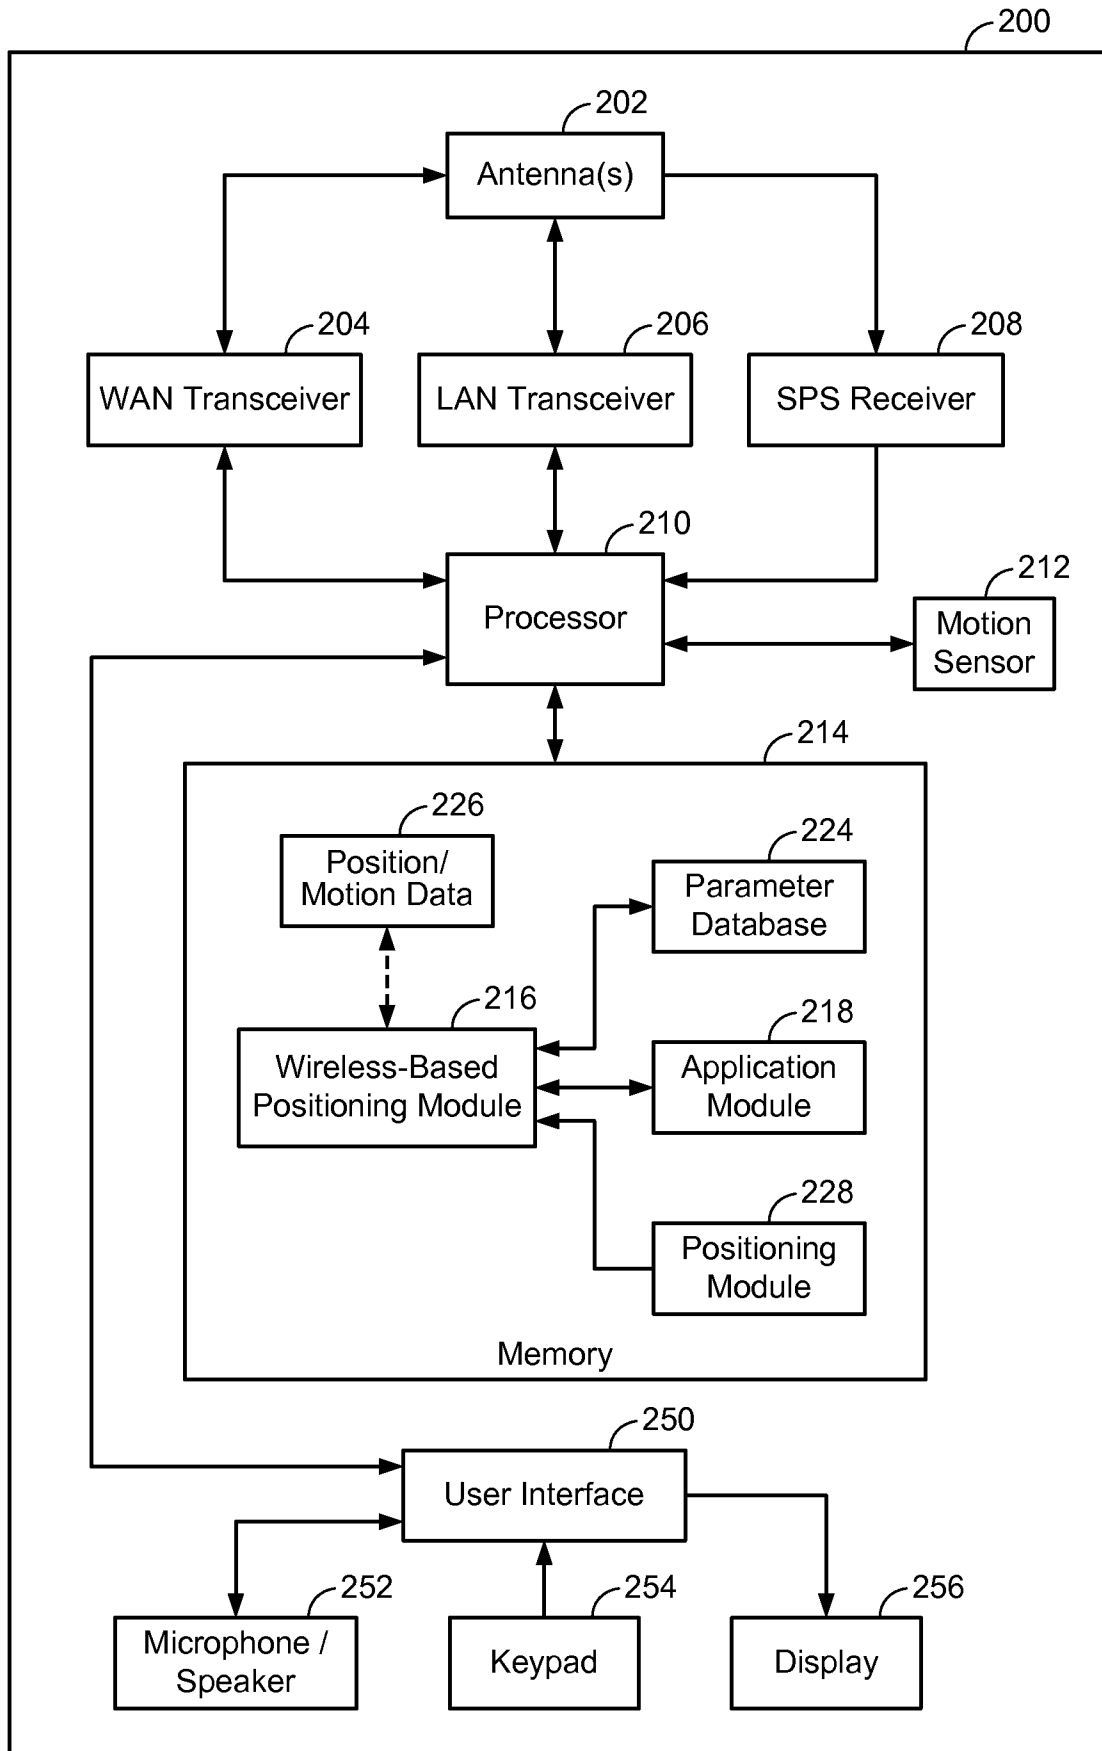 200
202
Antenna(s)
204
206
208
WAN Transceiver
LAN Transceiver
SPS Receiver
210
Processor
212
Motion
Sensor
214
226
Position/
Motion Data
224
Parameter
Database
216
Wireless-Based
Positioning Module
218
Application
Module
228
Positioning
Module
Memory
250
User Interface
252
Microphone /
Speaker
254
Keypad
256
Display